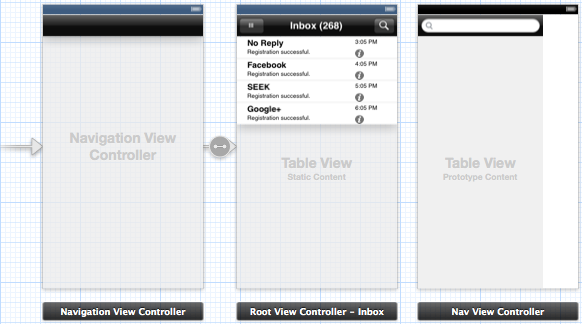 Navigation View
Controller
Navigation View Controller
Inbox (268)
No Reply 3:05 PM
Registration successful.
Facebook 4:05 PM
Registration successful.
SEEK 5:05 PM
Registration successful.
Google+ 6:05 PM
Registration successful.
Table View
Static Content
Root View Controller - Inbox
Table View
Prototype Content
Nav View Controller